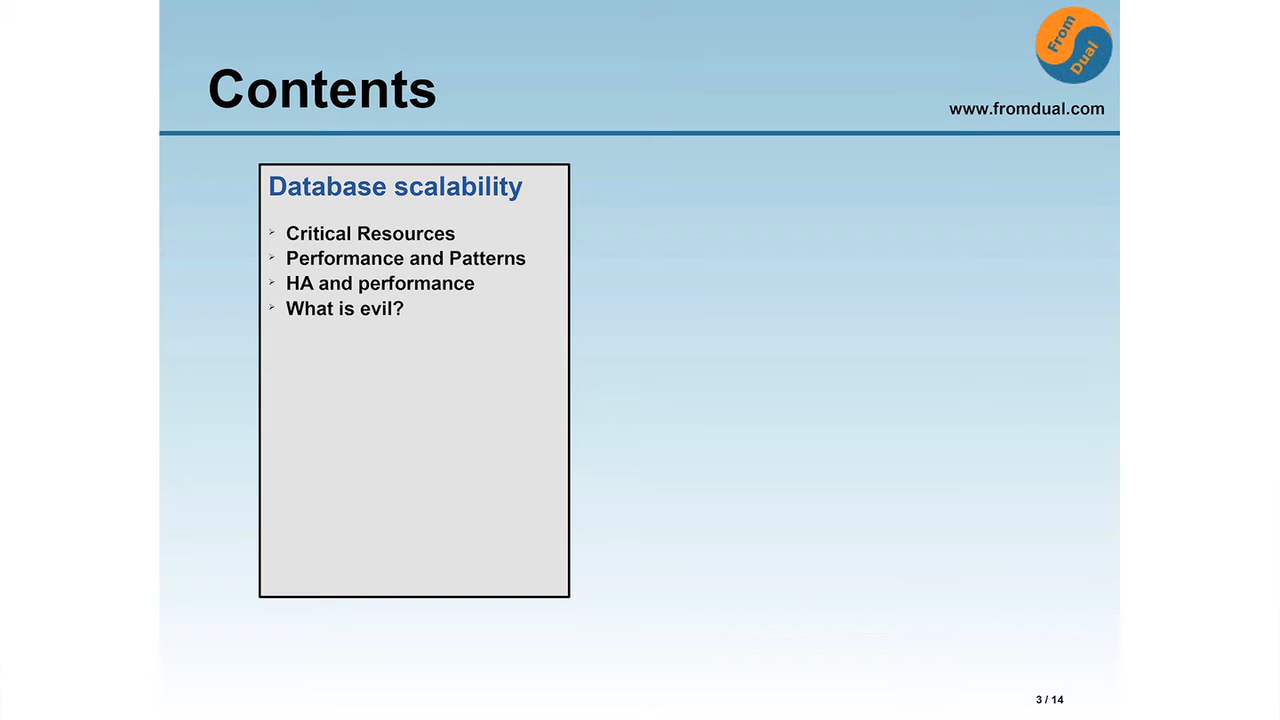 From
Dual
Contents
www.fromdual.com
Database scalability
Critical Resources
Performance and Patterns
HA and performance
What is evil?
3 / 14